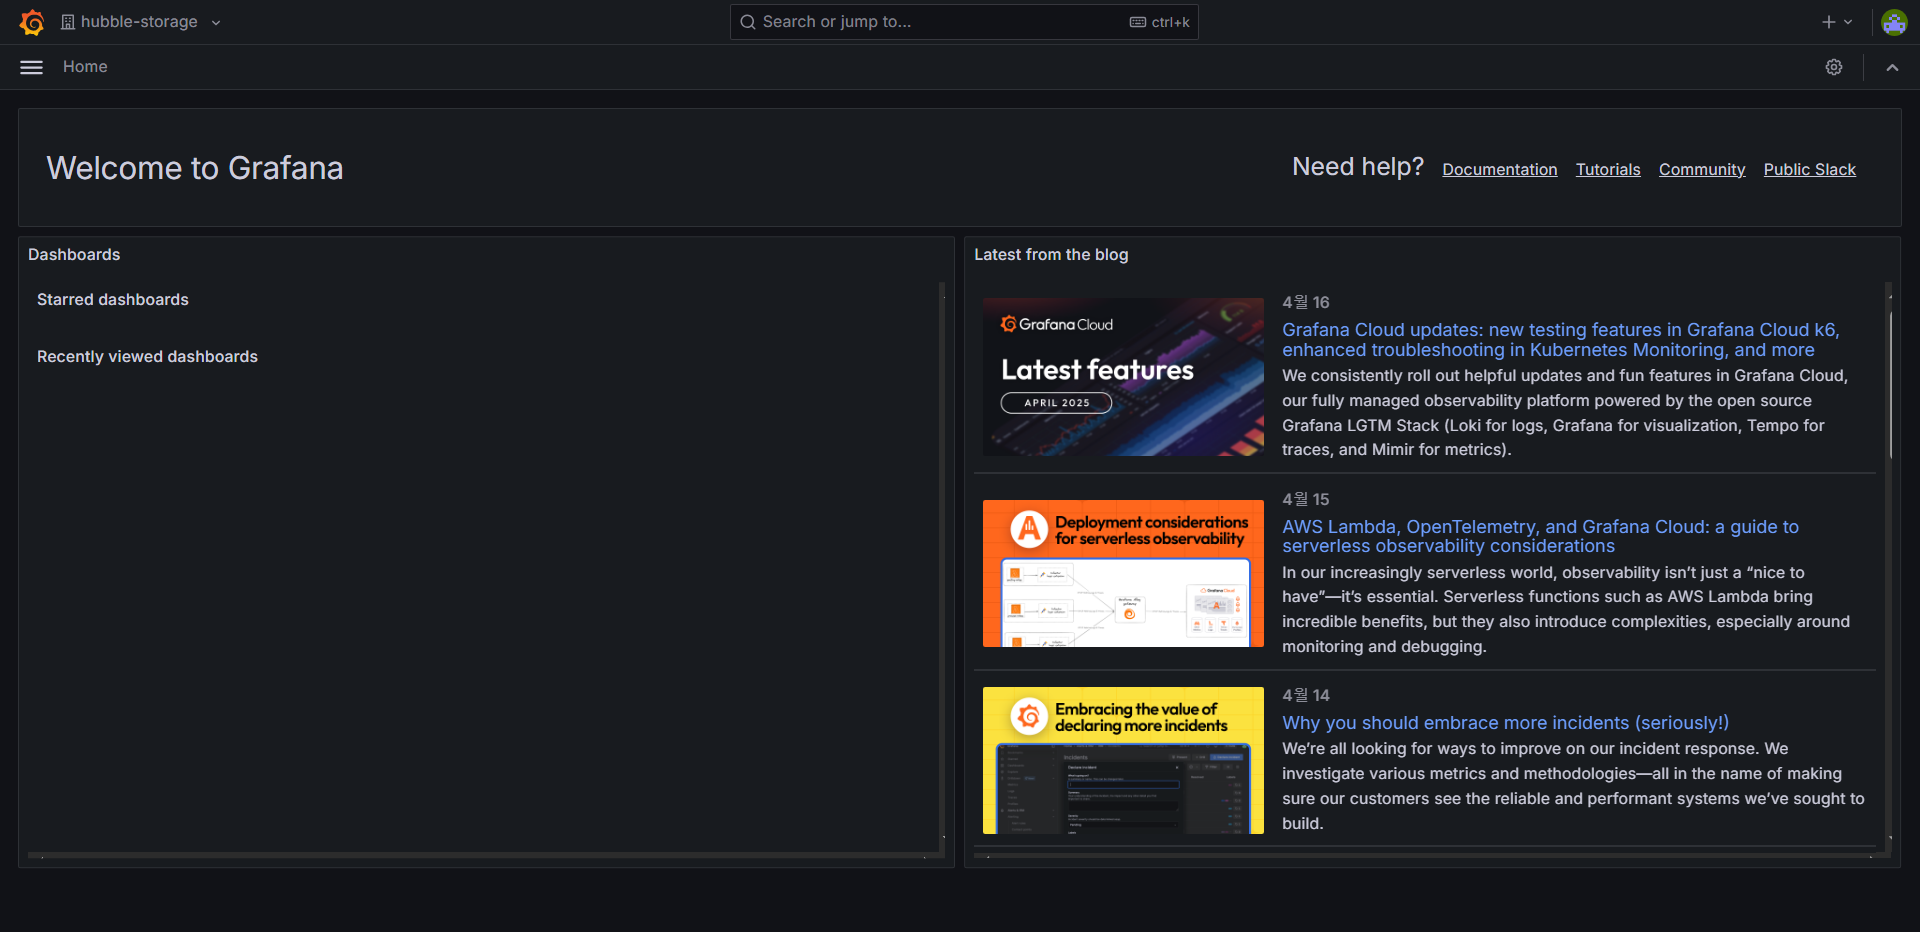 hubble-storage
Search or jump to...
ctrl+k
Home
Welcome to Grafana
Need help?
Documentation
Tutorials
Community
Public Slack
Dashboards
Starred dashboards
Recently viewed dashboards
Latest from the blog
Grafana Cloud
Latest features
APRIL 2025
4월 16
Grafana Cloud updates: new testing features in Grafana Cloud k6,
enhanced troubleshooting in Kubernetes Monitoring, and more
We consistently roll out helpful updates and fun features in Grafana Cloud,
our fully managed observability platform powered by the open source
Grafana LGTM Stack (Loki for logs, Grafana for visualization, Tempo for
traces, and Mimir for metrics).
Deployment considerations
for serverless observability
4월 15
AWS Lambda, OpenTelemetry, and Grafana Cloud: a guide to
serverless observability considerations
In our increasingly serverless world, observability isn't just a “nice to
have”—it's essential. Serverless functions such as AWS Lambda bring
incredible benefits, but they also introduce complexities, especially around
monitoring and debugging.
Embracing the value of
declaring more incidents
Incidents
4월 14
Why you should embrace more incidents (seriously!)
We're all looking for ways to improve on our incident response. We
investigate various metrics and methodologies—all in the name of making
sure our customers see the reliable and performant systems we've sought to
build.